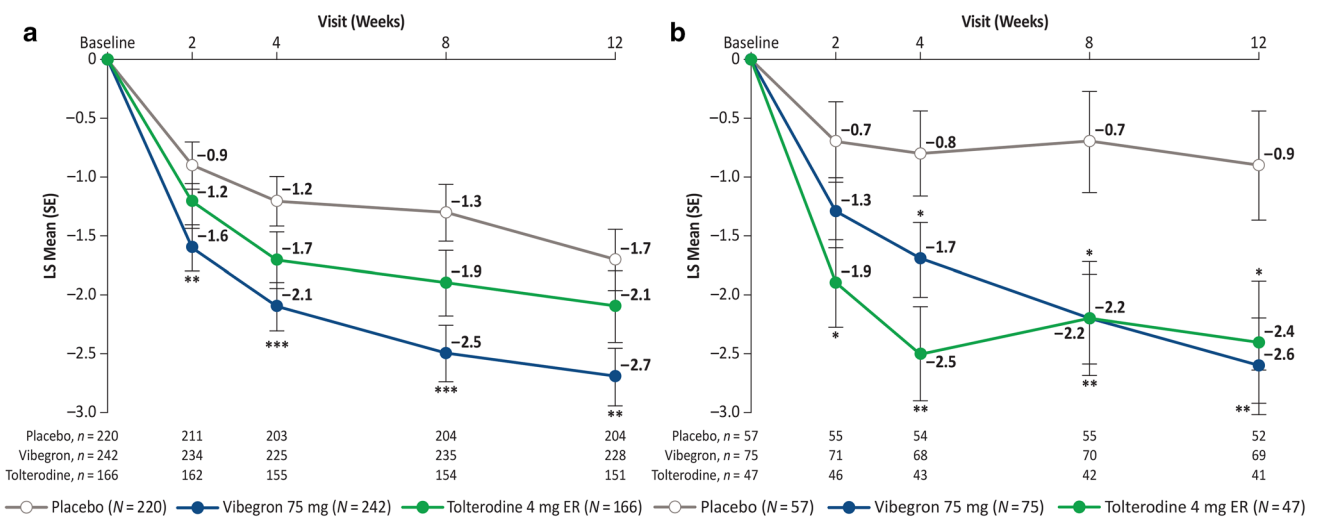 a
Visit (Weeks)
Baseline 2 4 8 12
LS Mean (SE)
0
−0.5
−1.0
−1.5
−2.0
−2.5
−3.0
−0.9 −1.2 −1.3 −1.7
−1.2 −1.7 −1.9 −2.1
−1.6 −2.1 −2.5 −2.7
** *** *** **
Placebo, n = 220 211 203 204 204
Vibegron, n = 242 234 225 235 228
Tolterodine, n = 166 162 155 154 151
Placebo (N = 220) Vibegron 75 mg (N = 242) Tolterodine 4 mg ER (N = 166)
b
Visit (Weeks)
Baseline 2 4 8 12
LS Mean (SE)
0
−0.5
−1.0
−1.5
−2.0
−2.5
−3.0
−0.7 −0.8 −0.7 −0.9
* * *
−1.3 −1.7 −2.2 −2.4
−1.9 −2.5 −2.2 −2.6
* ** ** **
Placebo, n = 57 55 54 55 52
Vibegron, n = 75 71 68 70 69
Tolterodine, n = 47 46 43 42 41
Placebo (N = 57) Vibegron 75 mg (N = 75) Tolterodine 4 mg ER (N = 47)